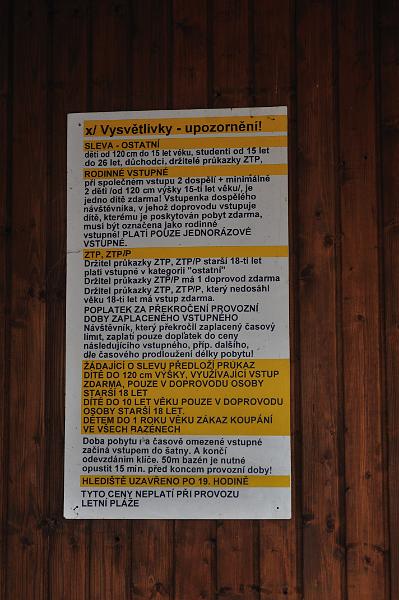 x/ Vysvětlivky - upozornění!
SLEVA - OSTATNÍ
děti od 120 cm do 15 let věku, studenti od 15 let
do 26 let, důchodci, držitelé průkazky ZTP,
RODINNÉ VSTUPNÉ
při společném vstupu 2 dospělí + minimálně
2 děti /od 120 cm výšky 15-ti let věku/, je
jedno dítě zdarma! Vstupenka dospělého
návštěvníka, v jehož doprovodu vstupuje
dítě, kterému je poskytován pobyt zdarma,
musí být označena jako rodinné
vstupné! PLATÍ POUZE JEDNORÁZOVÉ
VSTUPNÉ.
ZTP, ZTP/P
Držitel průkazky ZTP, ZTP/P starší 18-ti let
platí vstupné v kategorii "ostatní"
Držitel průkazky ZTP, ZTP/P má 1 doprovod zdarma
Držitel průkazky ZTP, ZTP/P, který nedosáhl
věku 18-ti let má vstup zdarma.
POPLATEK ZA PŘEKROČENÍ PROVOZNÍ
DOBY ZAPLACENÉHO VSTUPNÉHO
Návštěvník, který překročil zaplacený časový
limit, zaplatí pouze doplatek do ceny
následujícího vstupného, příp. dalšího,
dle časového prodloužení délky pobytu!
ŽÁDAJÍCÍ O SLEVU PŘEDLOŽÍ PRŮKAZ
DÍTĚ DO 120 cm VÝŠKY, VYUŽÍVAJÍCÍ VSTUP
ZDARMA, POUZE V DOPROVODU OSOBY
STARŠÍ 18 LET
DÍTĚ DO 10 LET VĚKU POUZE V DOPROVODU
OSOBY STARŠÍ 18 LET.
DĚTEM DO 1 ROKU VĚKU ZÁKAZ KOUPÁNÍ
VE VŠECH BAZÉNECH
Doba pobytu na časově omezené vstupné
začíná vstupem do šatny. A končí
odevzdáním klíče. 50m bazén je nutné
opustit 15 min. před koncem provozní doby!
HLEDIŠTĚ UZAVŘENO PO 19. HODINĚ
TYTO CENY NEPLATÍ PŘI PROVOZU
LETNÍ PLÁŽE